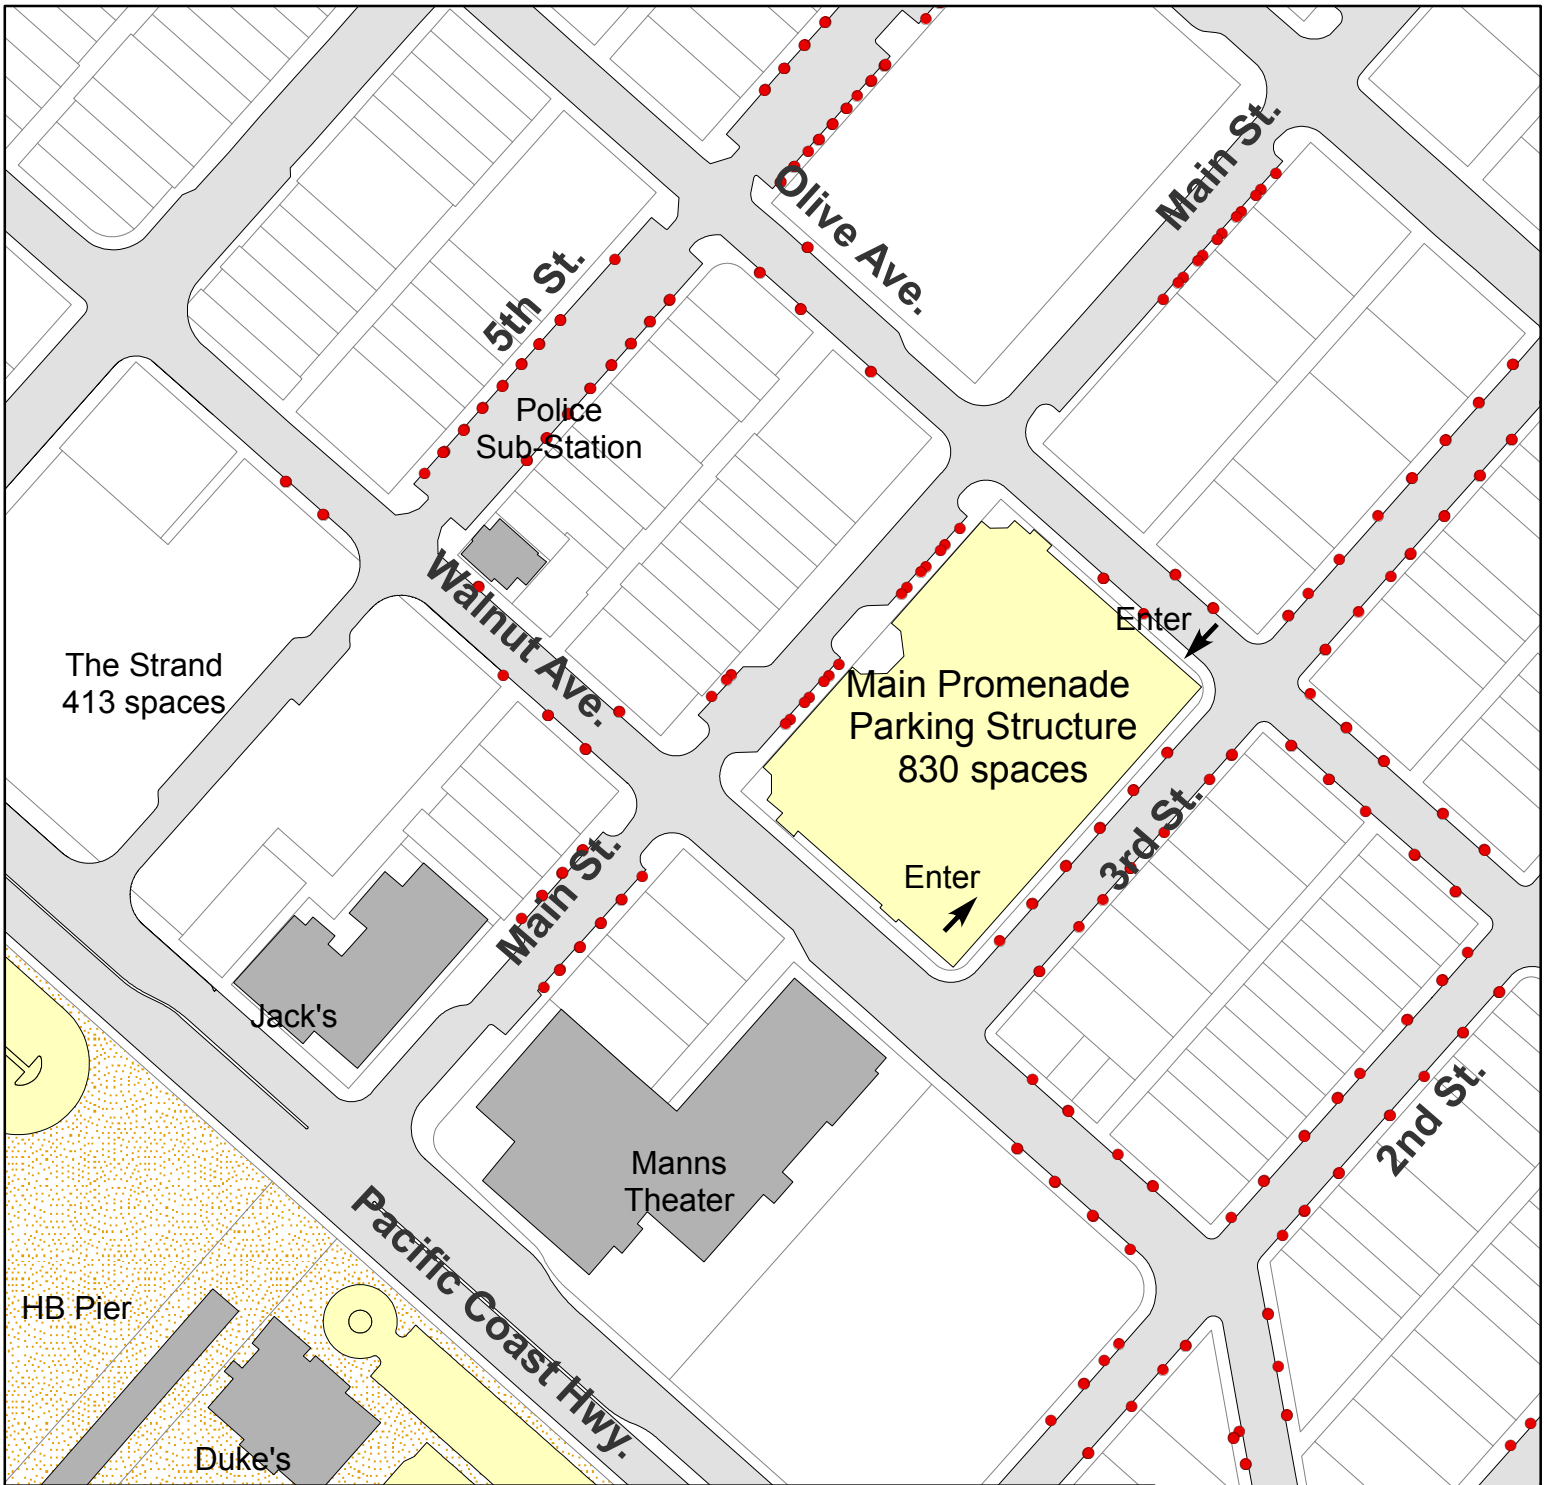 Main St.
Olive Ave.
5th St.
Police
Sub-Station
Walnut Ave.
Enter
The Strand
413 spaces
Main Promenade
Parking Structure
830 spaces
3rd St.
Enter
Main St.
Jack's
2nd St.
Manns
Theater
Pacific Coast Hwy.
HB Pier
Duke's